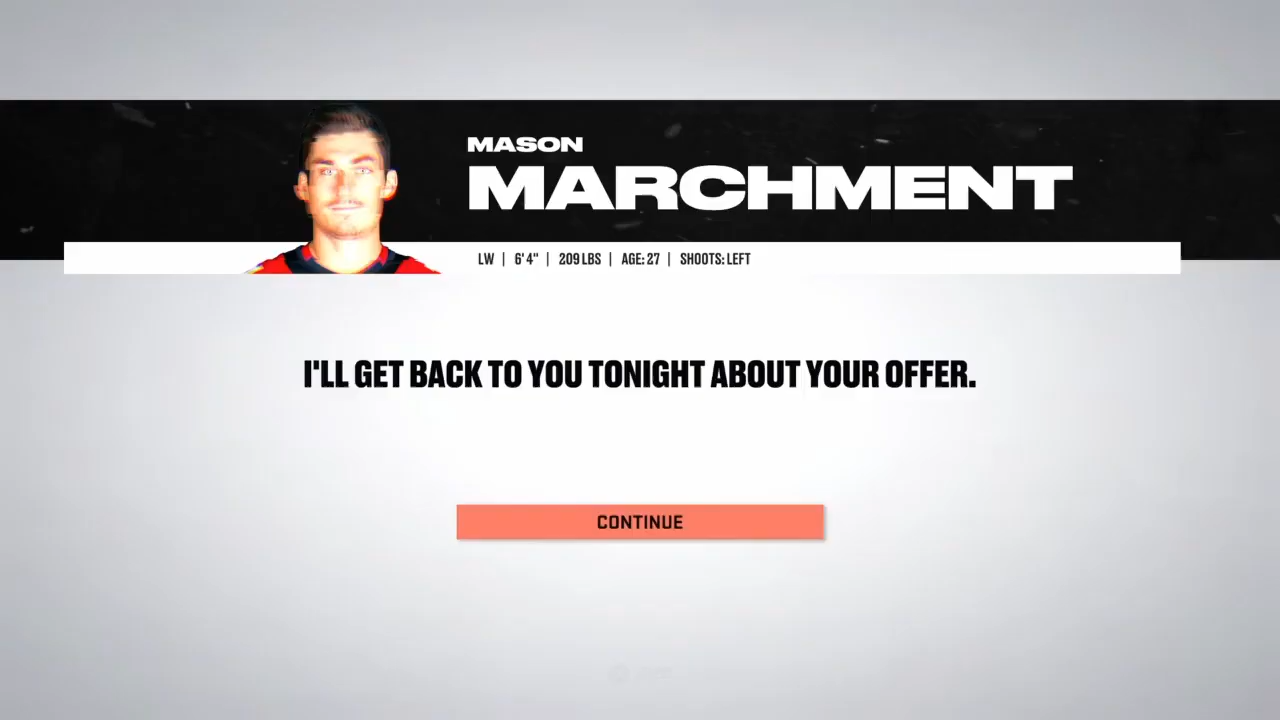 MASON
MARCHMENT
LW | 6' 4" | 209 LBS | AGE: 27 | SHOOTS: LEFT
I'LL GET BACK TO YOU TONIGHT ABOUT YOUR OFFER.
CONTINUE